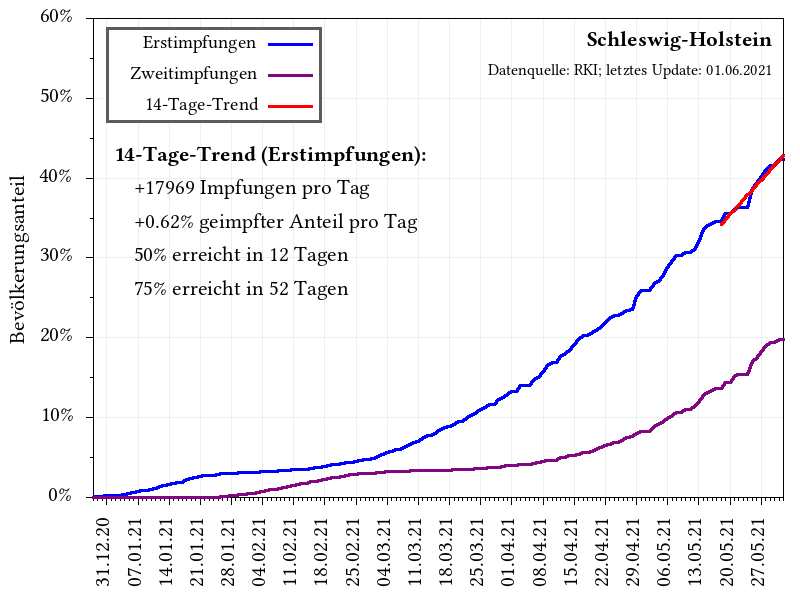 60%
50%
40%
30%
20%
10%
0%
Bevölkerungsanteil
Erstimpfungen
Zweitimpfungen
14-Tage-Trend
Schleswig-Holstein
Datenquelle: RKI; letztes Update: 01.06.2021
14-Tage-Trend (Erstimpfungen):
+17969 Impfungen pro Tag
+0.62% geimpfter Anteil pro Tag
50% erreicht in 12 Tagen
75% erreicht in 52 Tagen
31.12.20
07.01.21
14.01.21
21.01.21
28.01.21
04.02.21
11.02.21
18.02.21
25.02.21
04.03.21
11.03.21
18.03.21
25.03.21
01.04.21
08.04.21
15.04.21
22.04.21
29.04.21
06.05.21
13.05.21
20.05.21
27.05.21